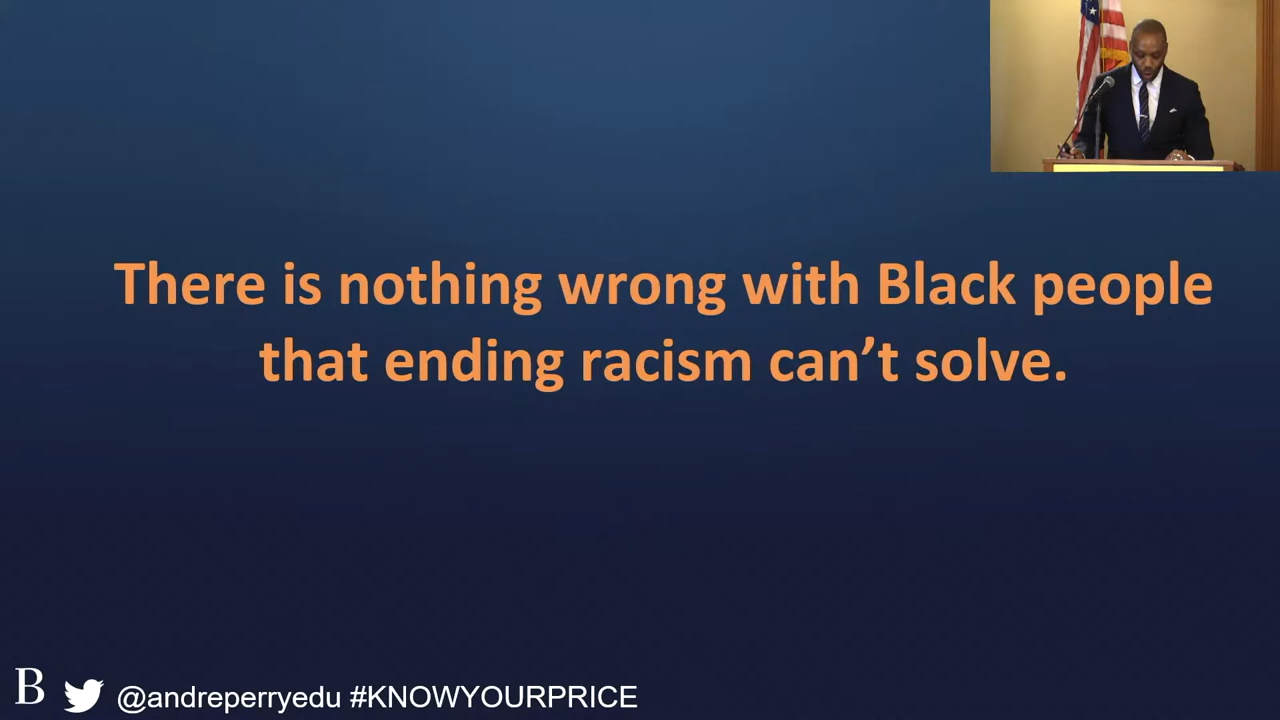 There is nothing wrong with Black people
that ending racism can’t solve.
B @andreperryedu #KNOWYOURPRICE